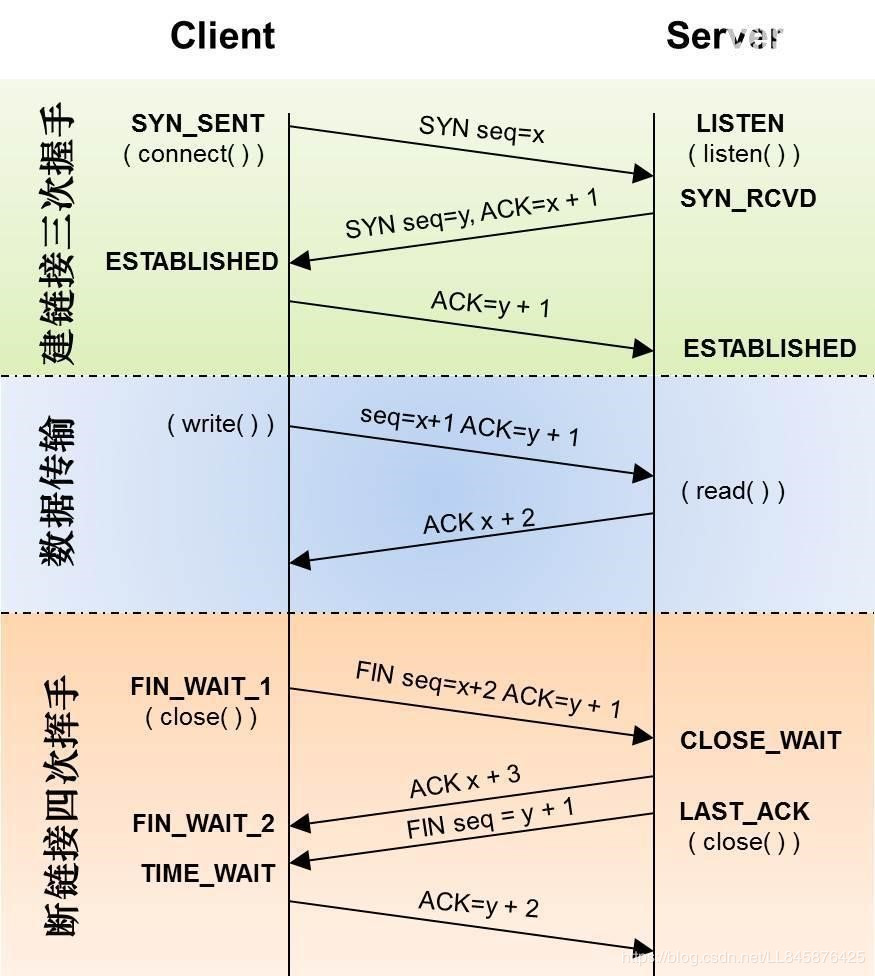 Client
Server
建链接三次握手
SYN_SENT
( connect( ) )
SYN seq=x
LISTEN
( listen( ) )
SYN_RCVD
SYN seq=y, ACK=x + 1
ESTABLISHED
ACK=y + 1
ESTABLISHED
数据传输
( write( ) )
seq=x+1 ACK=y + 1
( read( ) )
ACK x + 2
断链接四次挥手
FIN_WAIT_1
( close( ) )
FIN seq=x+2 ACK=y + 1
CLOSE_WAIT
ACK x + 3
FIN_WAIT_2
FIN seq = y + 1
LAST_ACK
( close( ) )
TIME_WAIT
ACK=y + 2
https://blog.csdn.net/LL845876425